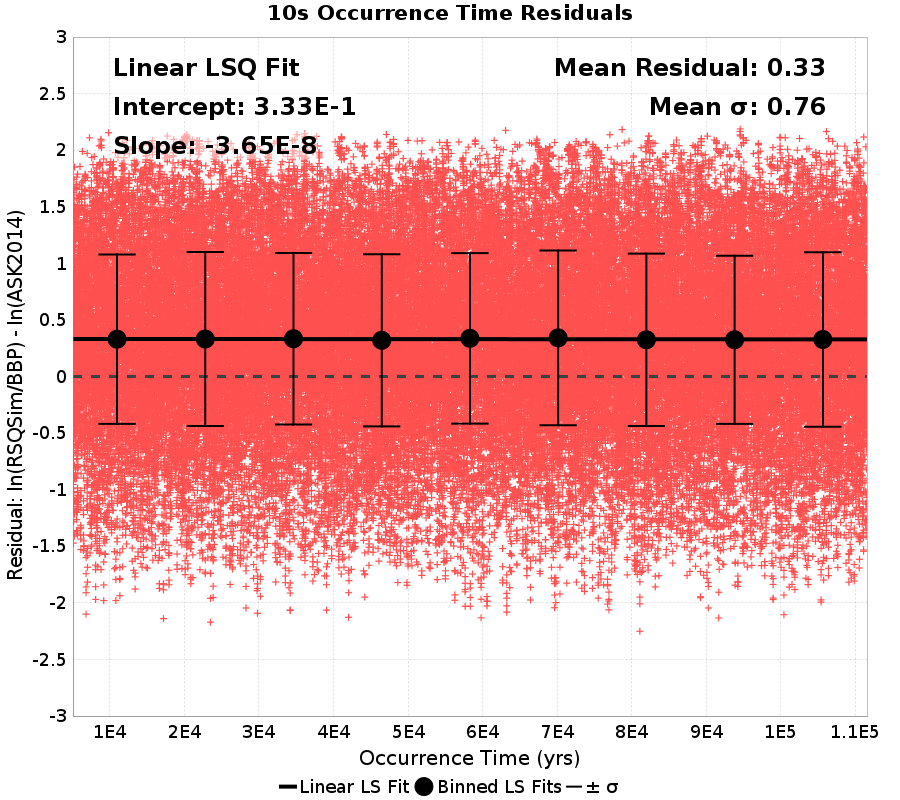 10s Occurrence Time Residuals
Linear LSQ Fit
Mean Residual: 0.33
Intercept: 3.33E-1
Mean σ: 0.76
Slope: -3.65E-8
Residual: ln(RSQSim/BBP) - ln(ASK2014)
3
2.5
2
1.5
1
0.5
0
-0.5
-1
-1.5
-2
-2.5
-3
1E4 2E4 3E4 4E4 5E4 6E4 7E4 8E4 9E4 1E5 1.1E5
Occurrence Time (yrs)
Linear LS Fit Binned LS Fits ± σ